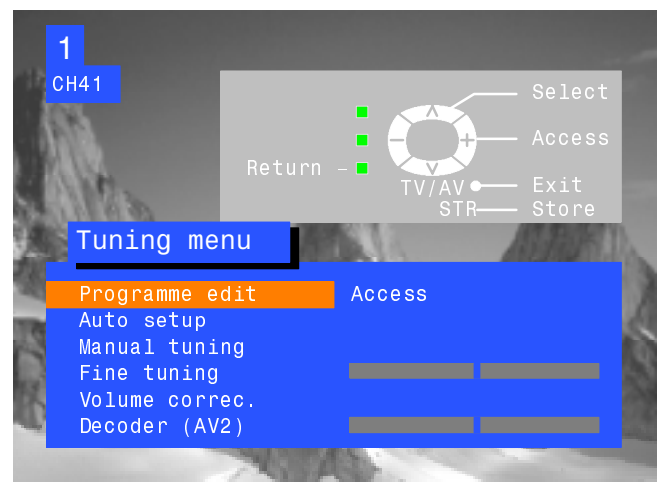 1
CH41
Select
Access
Return –
TV/AV Exit
STR Store
Tuning menu
Programme edit Access
Auto setup
Manual tuning
Fine tuning
Volume correc.
Decoder (AV2)